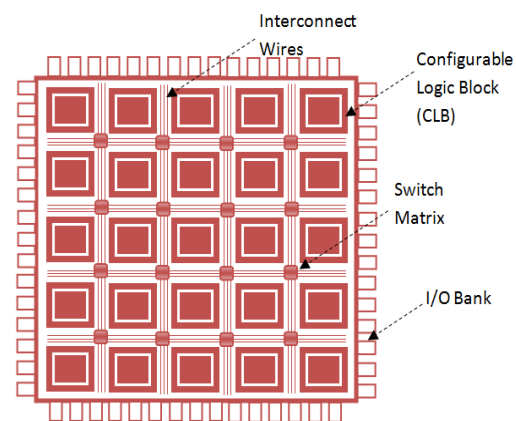 Interconnect
Wires
Configurable
Logic Block
(CLB)
Switch
Matrix
I/O Bank